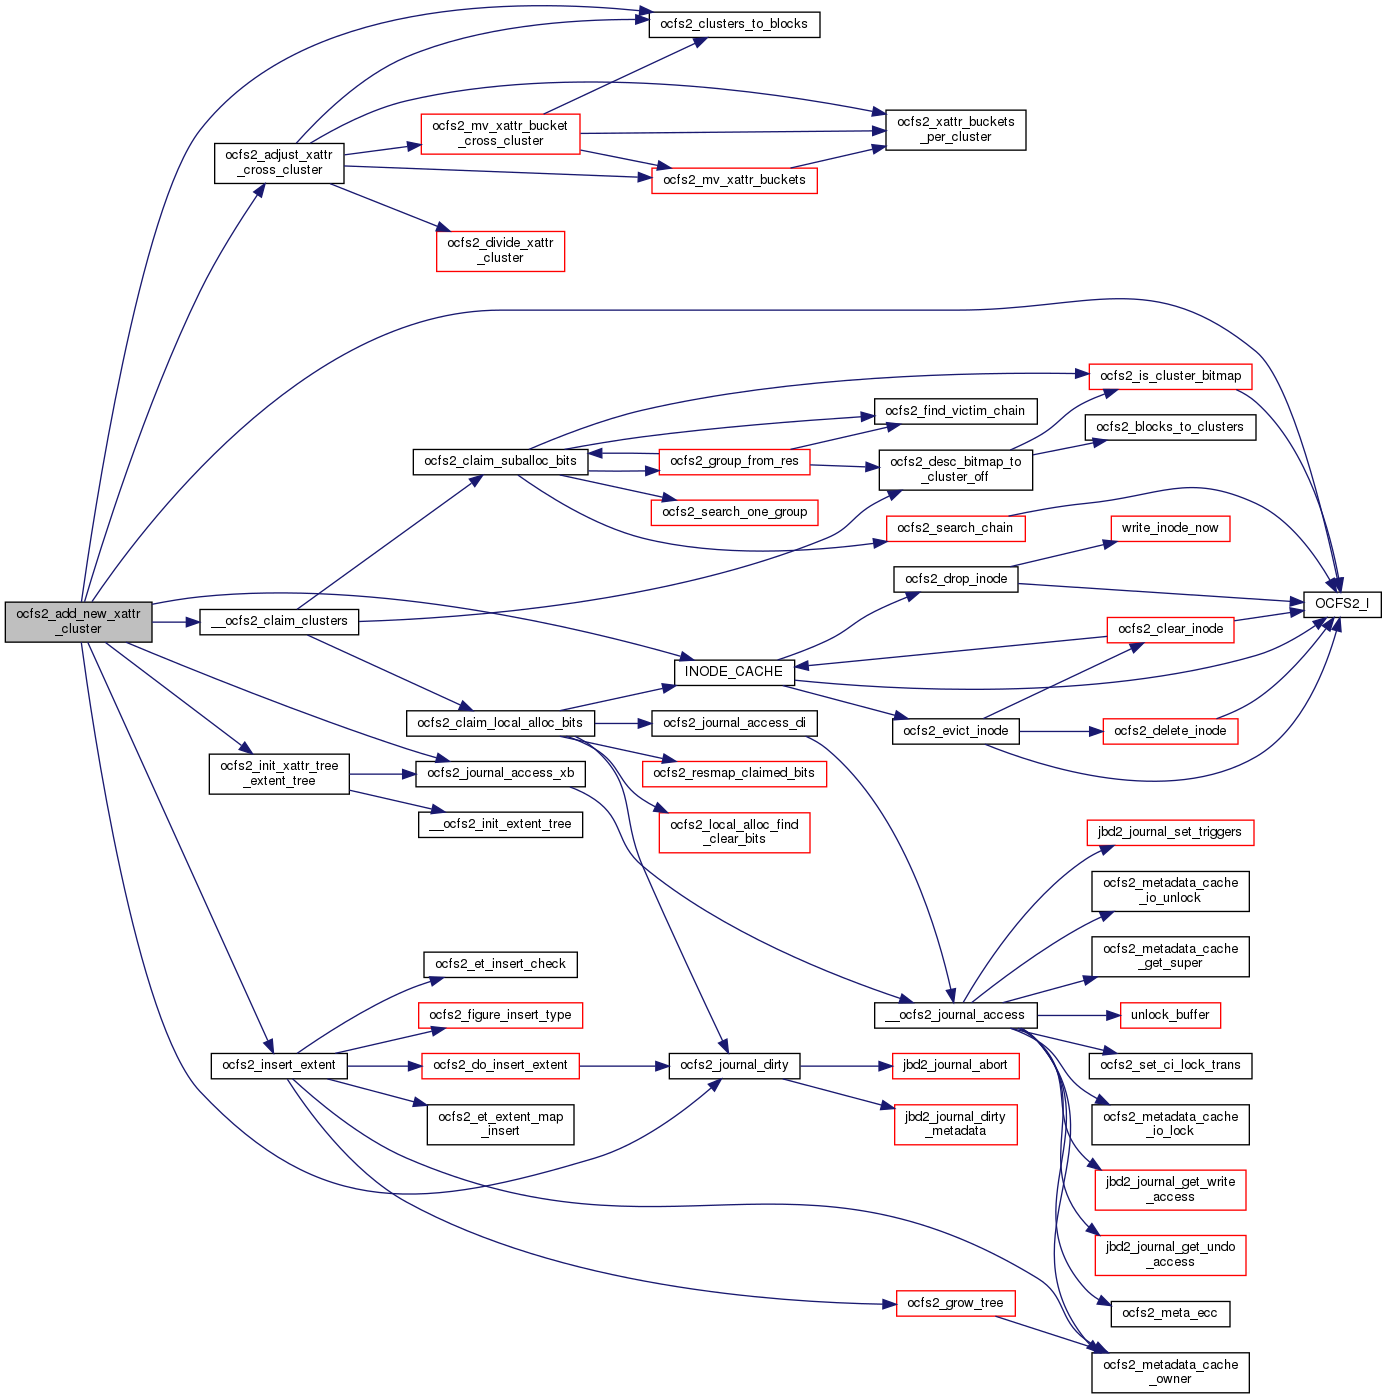 ocfs2_clusters_to_blocks
ocfs2_mv_xattr_bucket
_cross_cluster
ocfs2_xattr_buckets
_per_cluster
ocfs2_adjust_xattr
_cross_cluster
ocfs2_mv_xattr_buckets
ocfs2_divide_xattr
_cluster
ocfs2_is_cluster_bitmap
ocfs2_find_victim_chain
ocfs2_blocks_to_clusters
ocfs2_claim_suballoc_bits
ocfs2_group_from_res
ocfs2_desc_bitmap_to
_cluster_off
ocfs2_search_one_group
ocfs2_search_chain
write_inode_now
ocfs2_drop_inode
OCFS2_I
ocfs2_add_new_xattr
_cluster
__ocfs2_claim_clusters
ocfs2_clear_inode
INODE_CACHE
ocfs2_claim_local_alloc_bits
ocfs2_journal_access_di
ocfs2_evict_inode
ocfs2_delete_inode
ocfs2_init_xattr_tree
_extent_tree
ocfs2_journal_access_xb
ocfs2_resmap_claimed_bits
__ocfs2_init_extent_tree
ocfs2_local_alloc_find
_clear_bits
jbd2_journal_set_triggers
ocfs2_metadata_cache
_io_unlock
ocfs2_et_insert_check
ocfs2_metadata_cache
_get_super
ocfs2_figure_insert_type
__ocfs2_journal_access
unlock_buffer
ocfs2_insert_extent
ocfs2_do_insert_extent
ocfs2_journal_dirty
jbd2_journal_abort
ocfs2_set_ci_lock_trans
ocfs2_et_extent_map
_insert
jbd2_journal_dirty
_metadata
ocfs2_metadata_cache
_io_lock
jbd2_journal_get_write
_access
jbd2_journal_get_undo
_access
ocfs2_grow_tree
ocfs2_meta_ecc
ocfs2_metadata_cache
_owner